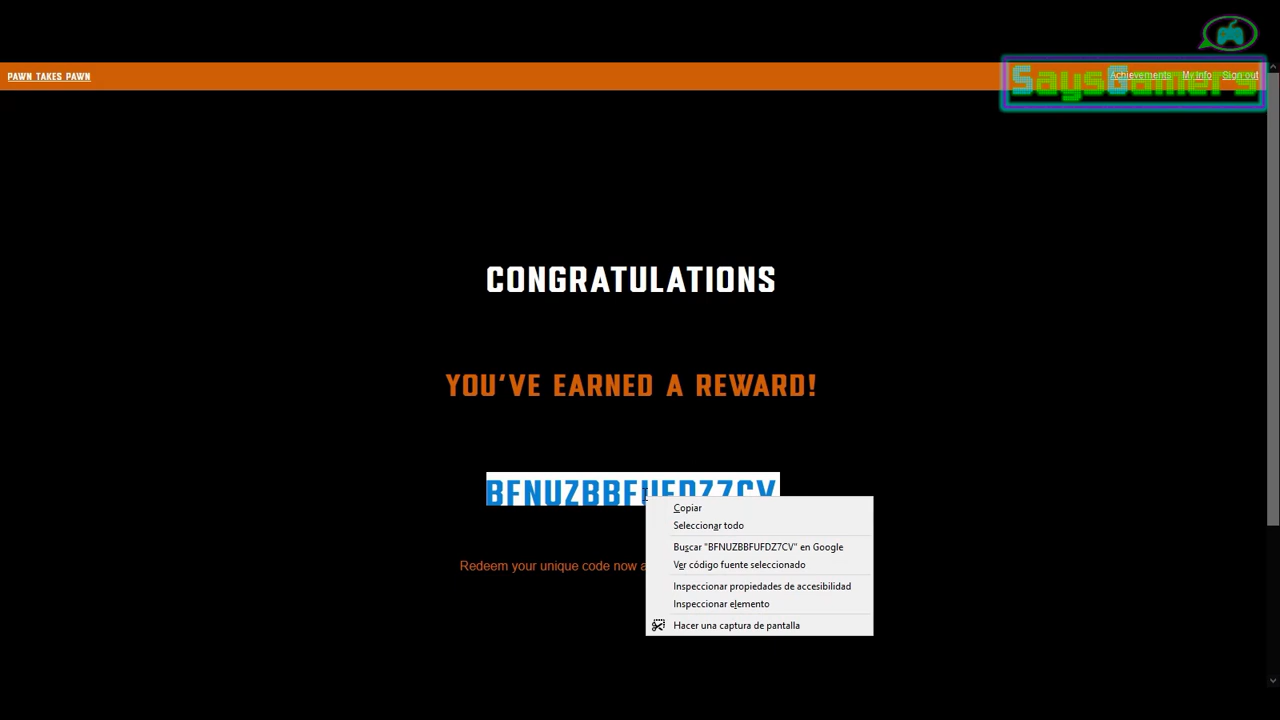 PAWN TAKES PAWN
Achievements My Info Sign out
SaysGamers
CONGRATULATIONS
YOU'VE EARNED A REWARD!
BFNUZBBFUFDZ7CV
Copiar
Seleccionar todo
Buscar "BFNUZBBFUFDZ7CV" en Google
Redeem your unique code now a
Ver código fuente seleccionado
Inspeccionar propiedades de accesibilidad
Inspeccionar elemento
Hacer una captura de pantalla